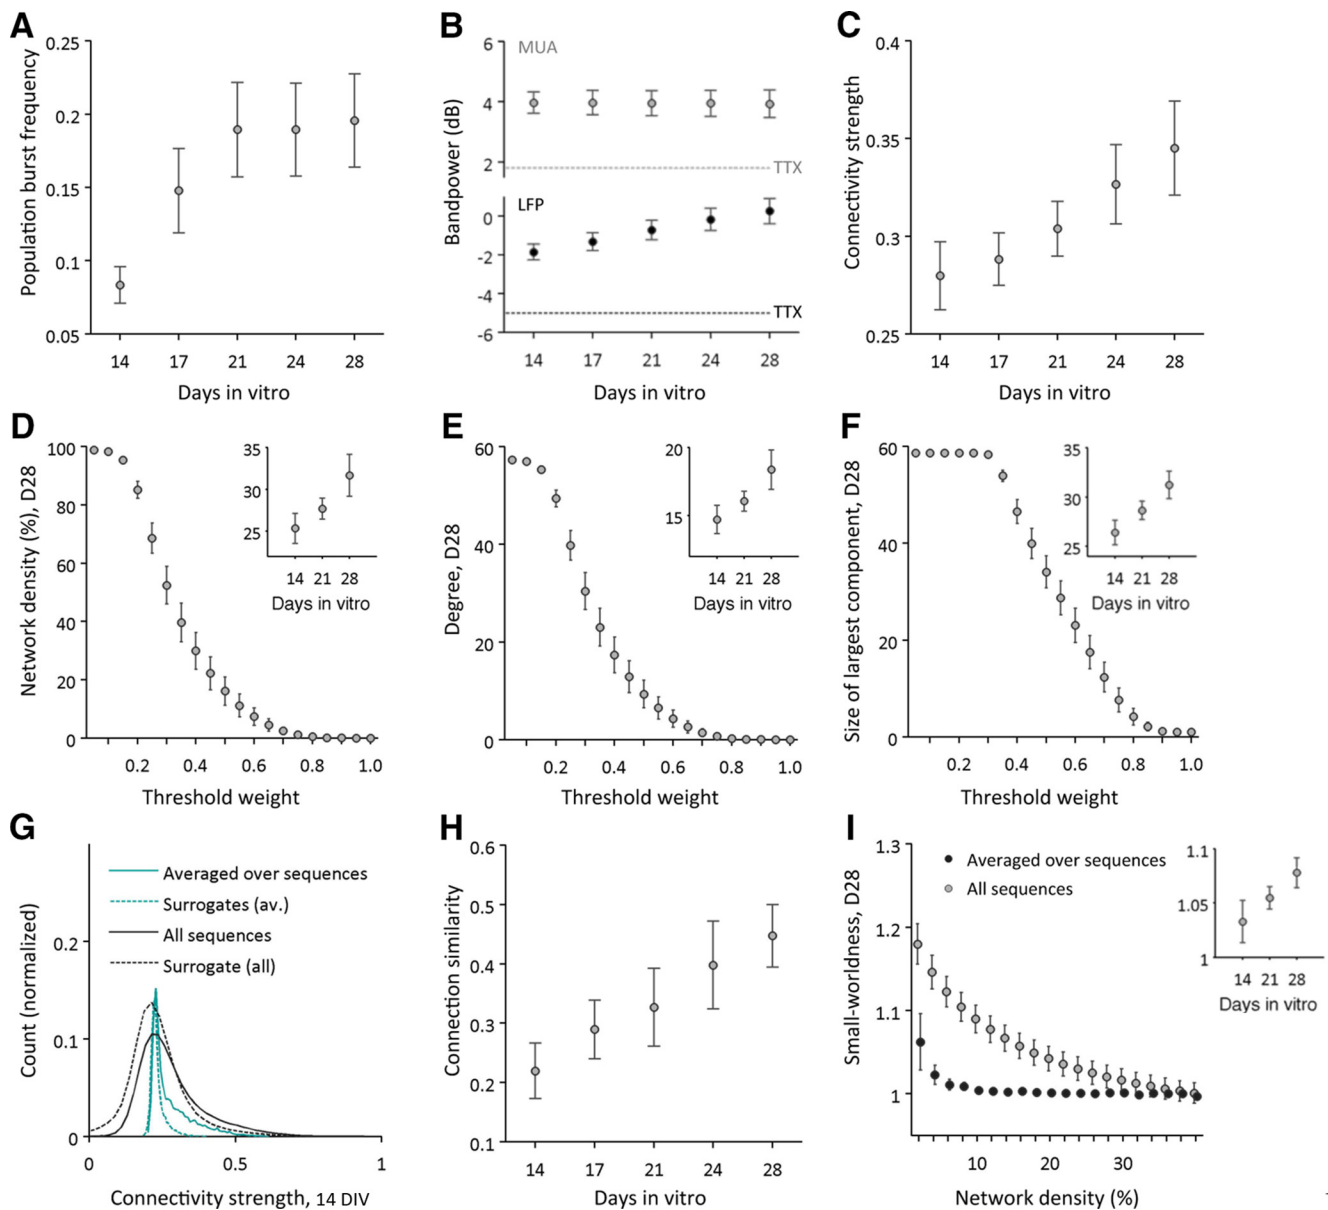 A
Population burst frequency
0.25
0.2
0.15
0.1
0.05
14 17 21 24 28
Days in vitro
B
Bandpower (dB)
MUA
6
4
2
TTX
LFP
0
-2
-4
-6
TTX
14 17 21 24 28
Days in vitro
C
Connectivity strength
0.4
0.35
0.3
0.25
14 17 21 24 28
Days in vitro
D
Network density (%), D28
100
80
60
40
20
0
0.2 0.4 0.6 0.8 1.0
Threshold weight
35
30
25
14 21 28
Days in vitro
E
Degree, D28
60
40
20
0
0.2 0.4 0.6 0.8 1.0
Threshold weight
20
15
14 21 28
Days in vitro
F
Size of largest component, D28
60
40
20
0
0.2 0.4 0.6 0.8 1.0
Threshold weight
35
30
25
14 21 28
Days in vitro
G
Count (normalized)
Averaged over sequences
Surrogates (av.)
All sequences
Surrogate (all)
0.2
0.1
0
0 0.5 1
Connectivity strength, 14 DIV
H
Connection similarity
0.6
0.5
0.4
0.3
0.2
0.1
14 17 21 24 28
Days in vitro
I
Small-worldness, D28
1.3
1.2
1.1
1
Averaged over sequences
All sequences
10 20 30
Network density (%)
1.1
1.05
1
14 21 28
Days in vitro